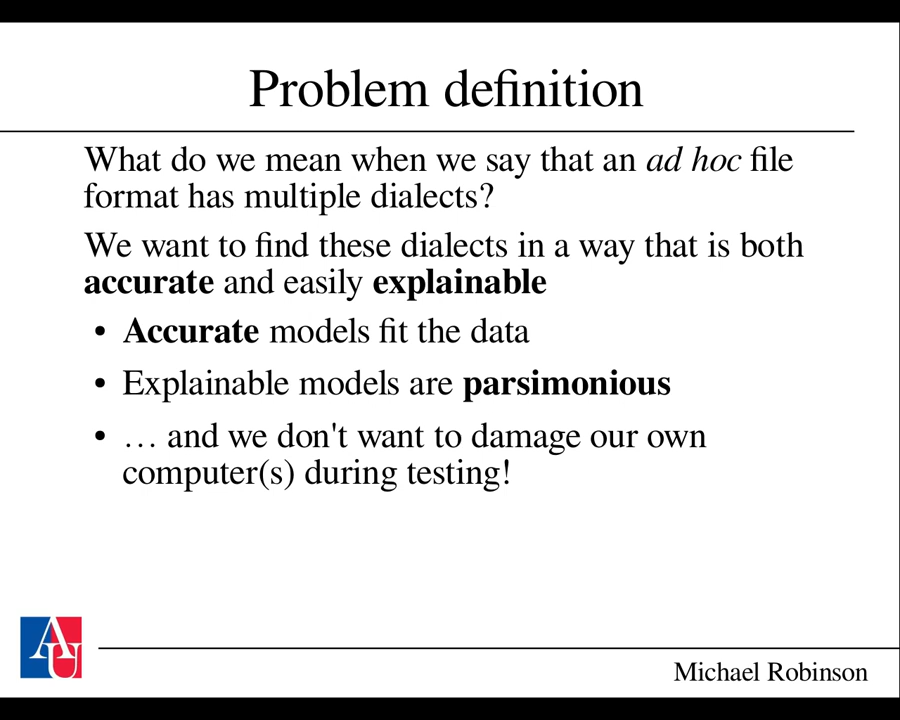 Problem definition
What do we mean when we say that an ad hoc file
format has multiple dialects?
We want to find these dialects in a way that is both
accurate and easily explainable
• Accurate models fit the data
• Explainable models are parsimonious
• … and we don't want to damage our own
computer(s) during testing!
AU
Michael Robinson